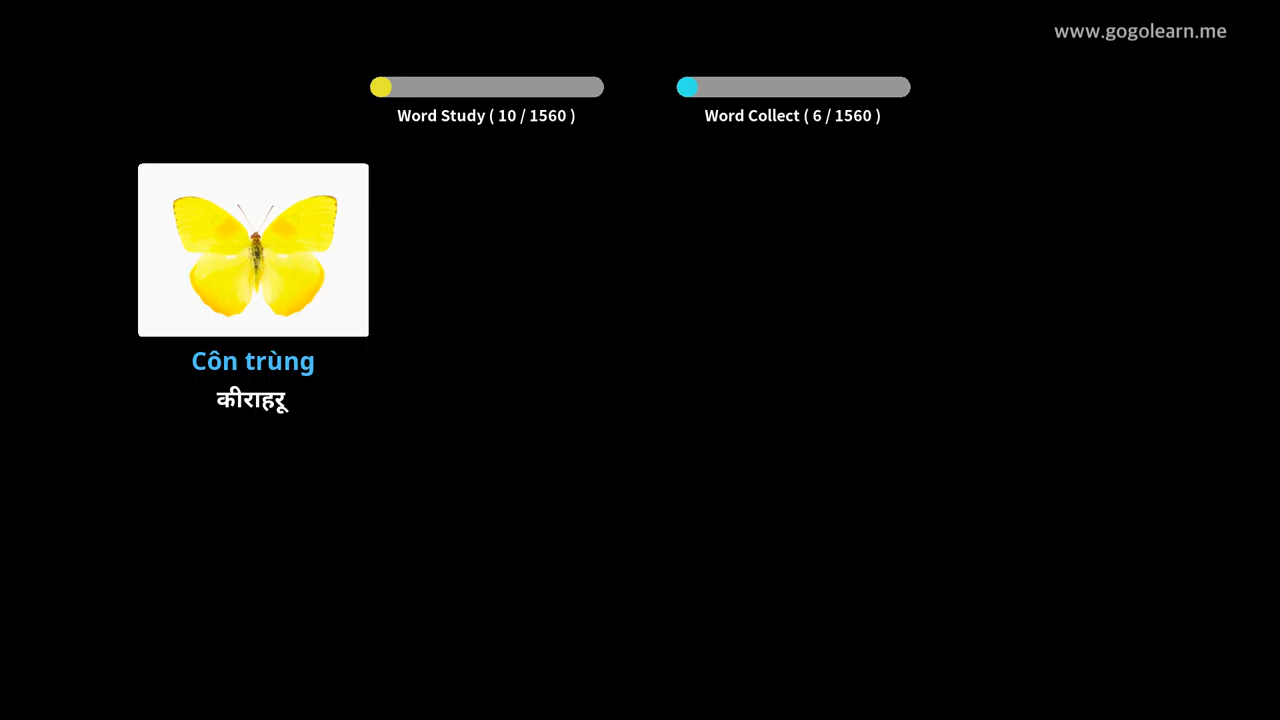 www.gogolearn.me
Word Study ( 10 / 1560 )
Word Collect ( 6 / 1560 )
Côn trùng
कीराहरू